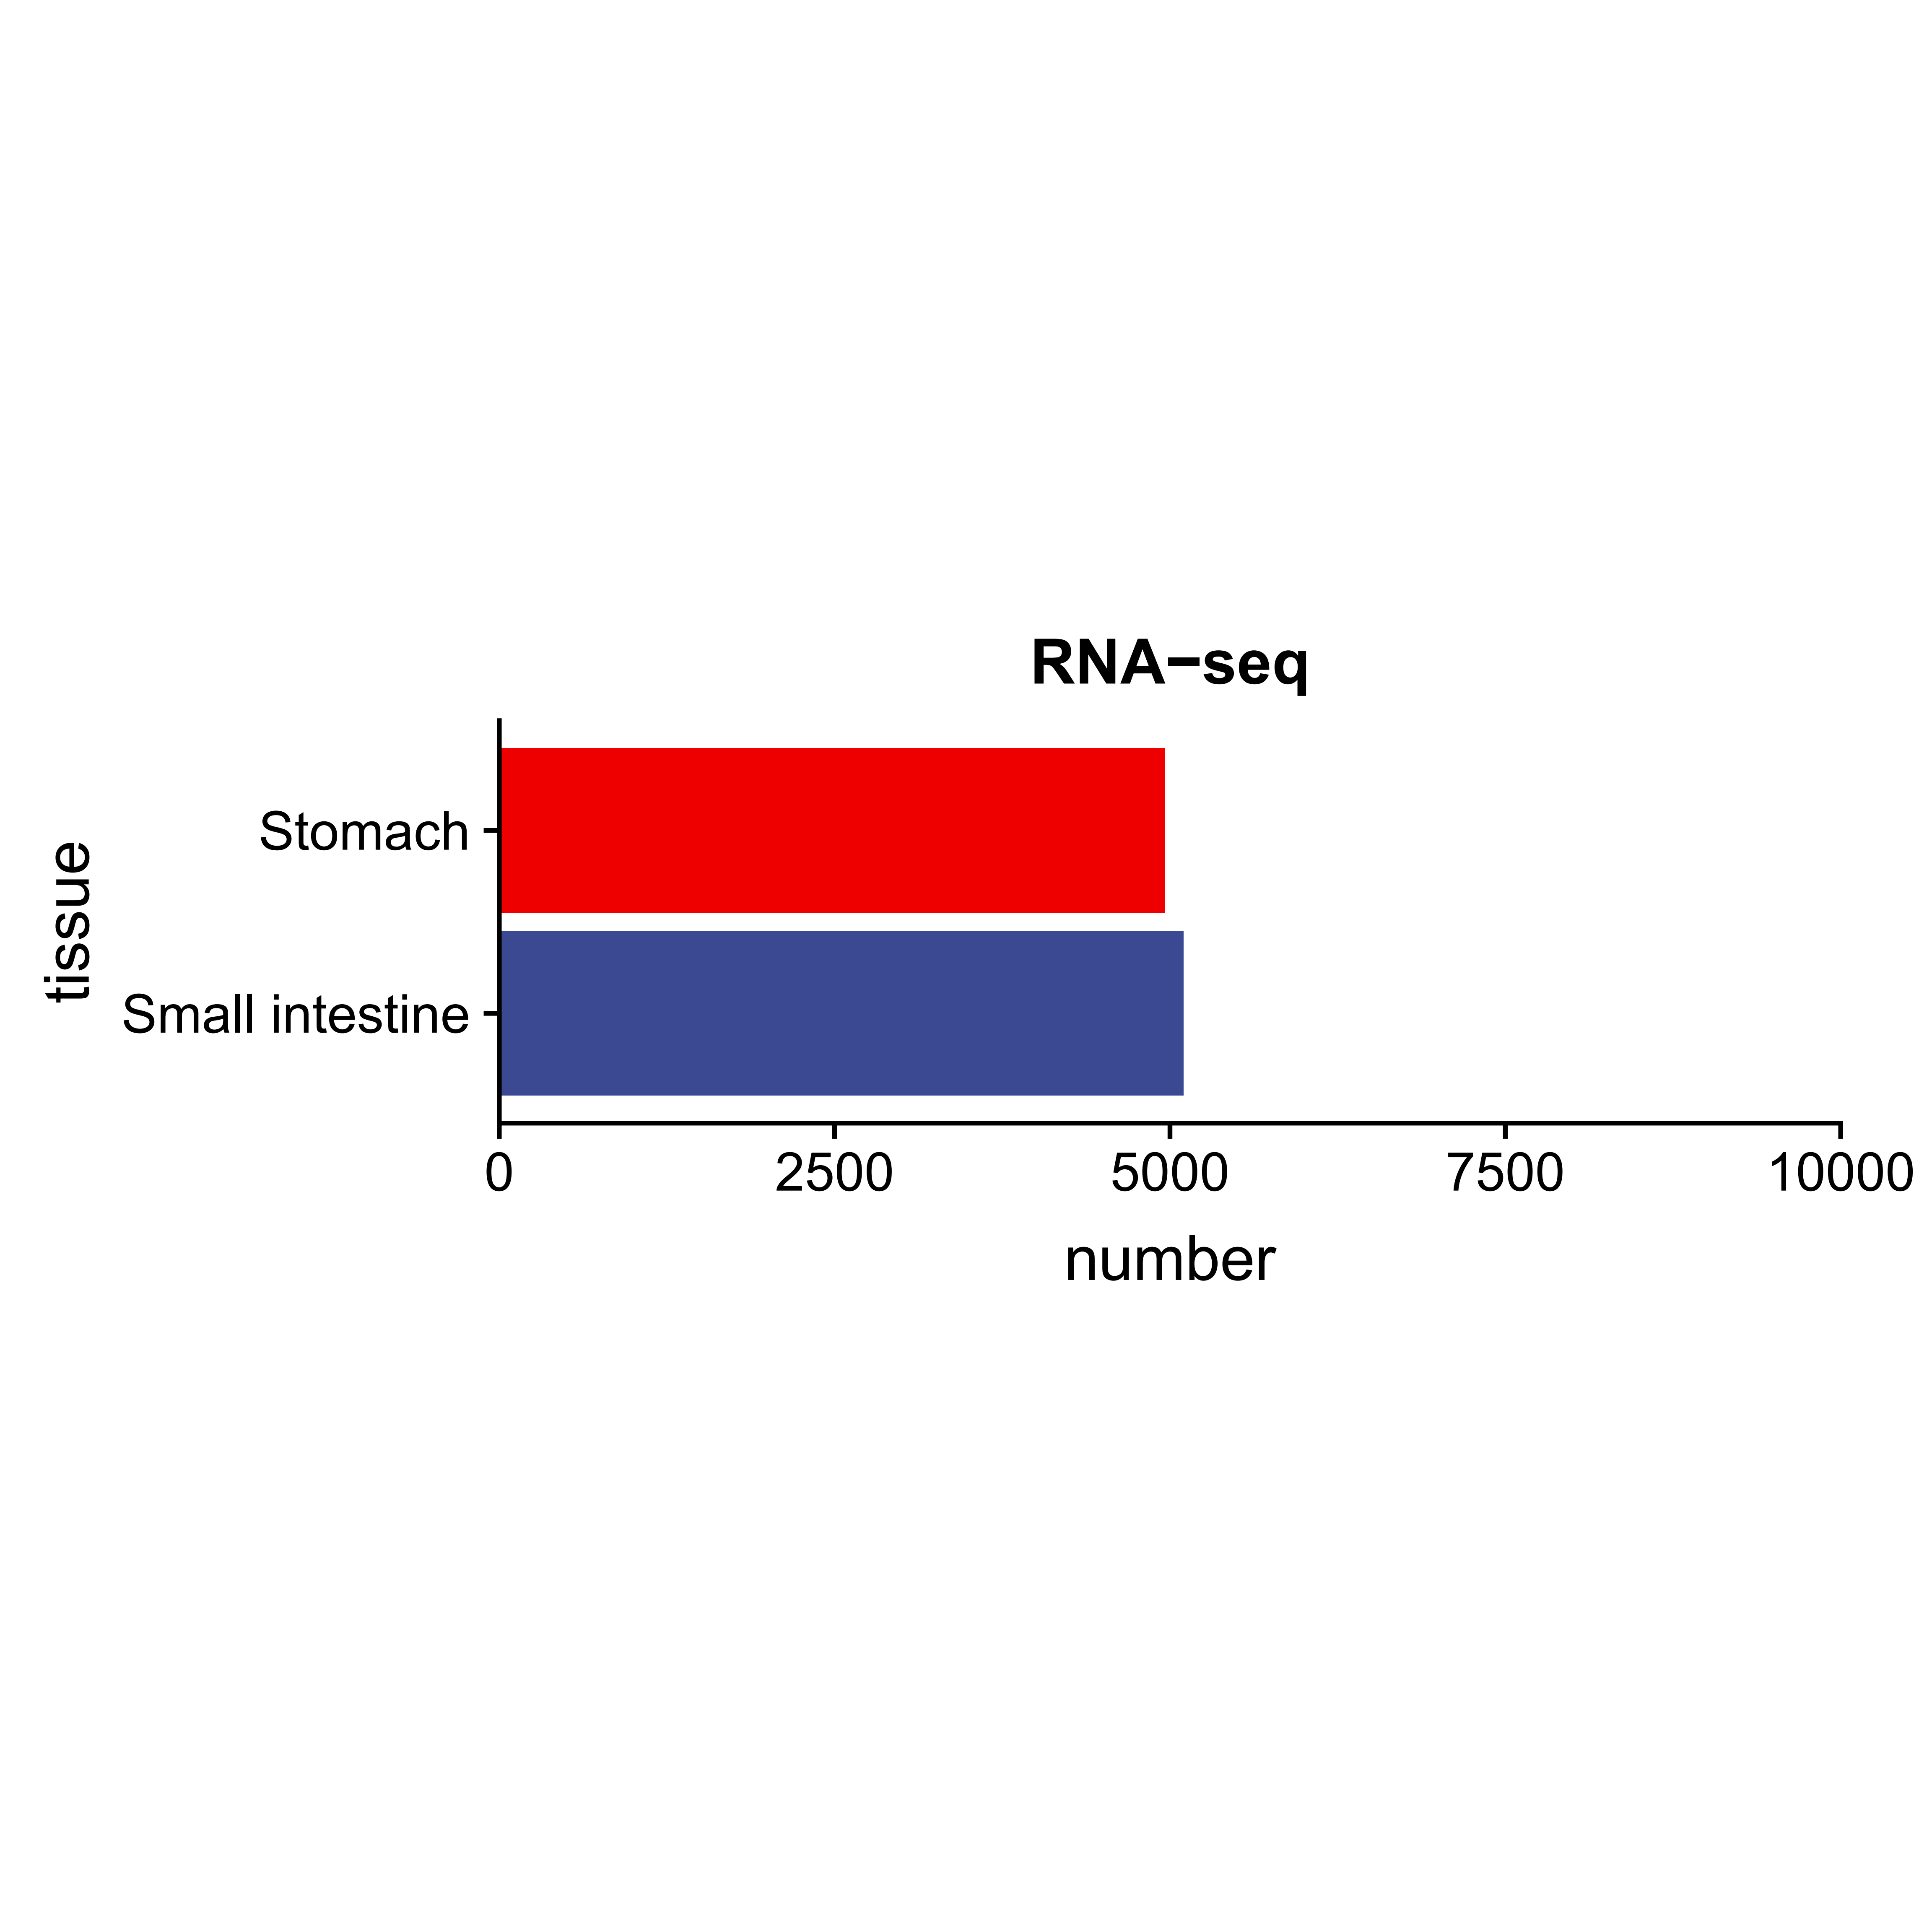 RNA−seq
tissue
Stomach
Small intestine
0 2500 5000 7500 10000
number